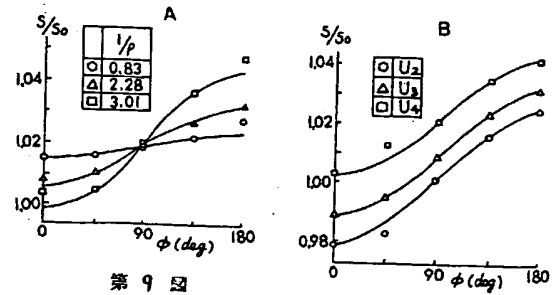 A
S/S₀
1/ρ
○ 0.83
△ 2.28
□ 3.01
1.04
1.02
1.00
0 90 180
φ (deg)
B
S/S₀
○ U₂
△ U₃
□ U₄
1.04
1.02
1.00
0.98
0 90 180
φ (deg)
第 9 図